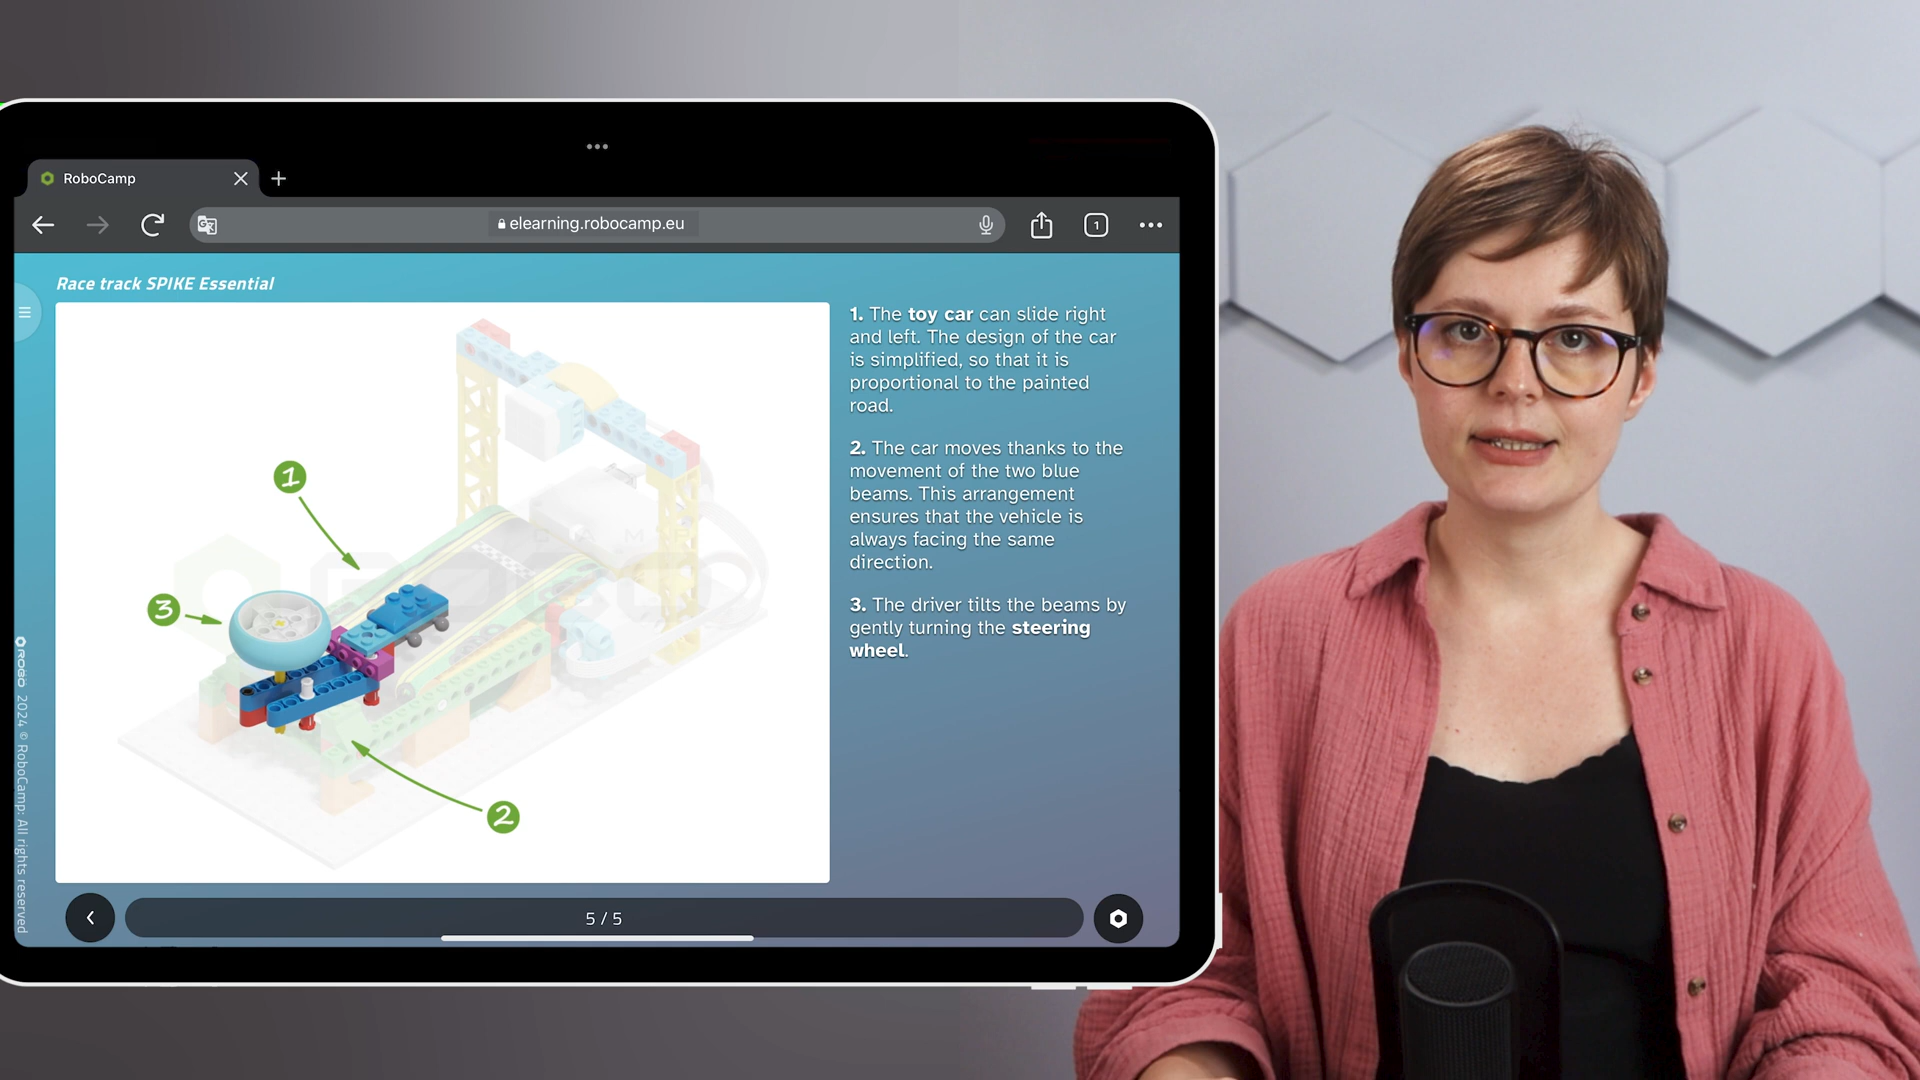 RoboCamp
elearning.robocamp.eu
1
Race track SPIKE Essential
1
3
2
1. The toy car can slide right
and left. The design of the car
is simplified, so that it is
proportional to the painted
road.
2. The car moves thanks to the
movement of the two blue
beams. This arrangement
ensures that the vehicle is
always facing the same
direction.
3. The driver tilts the beams by
gently turning the steering
wheel.
ROBO 2024 © RoboCamp: All rights reserved
5 / 5